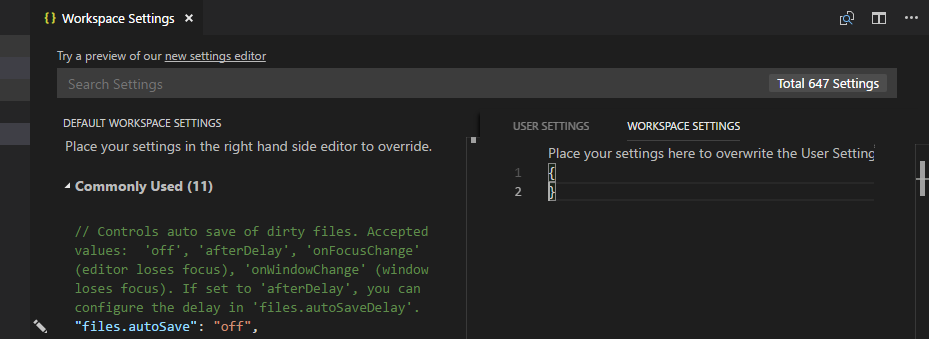 {} Workspace Settings ×
Try a preview of our new settings editor
Search Settings
Total 647 Settings
DEFAULT WORKSPACE SETTINGS
Place your settings in the right hand side editor to override.
Commonly Used (11)
// Controls auto save of dirty files. Accepted
values:  'off', 'afterDelay', 'onFocusChange'
(editor loses focus), 'onWindowChange' (window
loses focus). If set to 'afterDelay', you can
configure the delay in 'files.autoSaveDelay'.
"files.autoSave": "off",
USER SETTINGS
WORKSPACE SETTINGS
Place your settings here to overwrite the User Setting
1 {
2 }